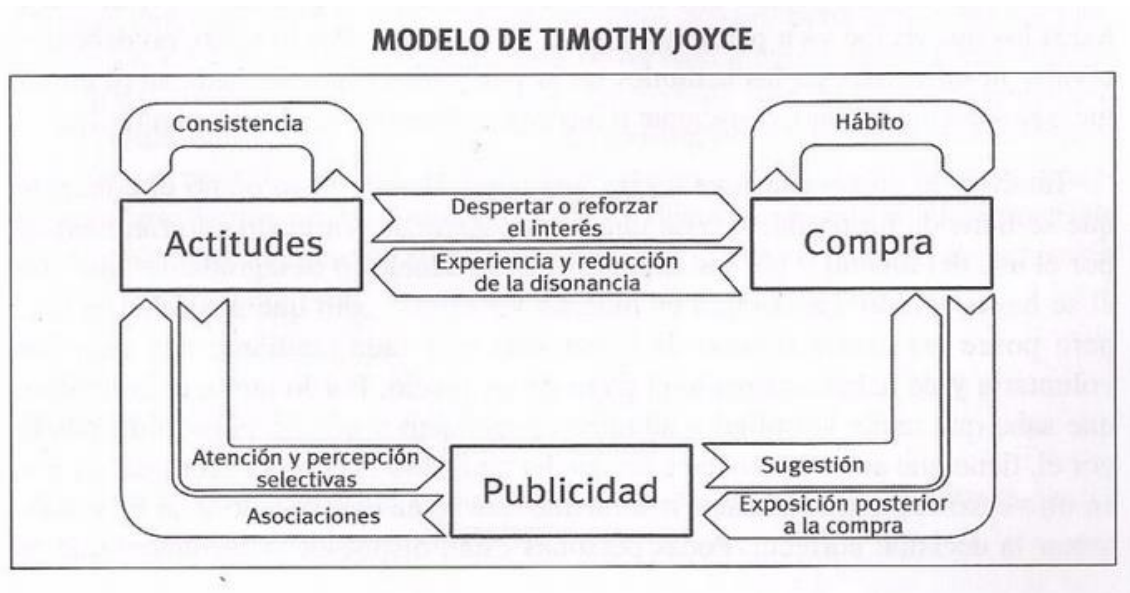 MODELO DE TIMOTHY JOYCE
Consistencia
Hábito
Despertar o reforzar
el interés
Actitudes
Compra
Experiencia y reducción
de la disonancia
Atención y percepción
selectivas
Sugestión
Publicidad
Asociaciones
Exposición posterior
a la compra